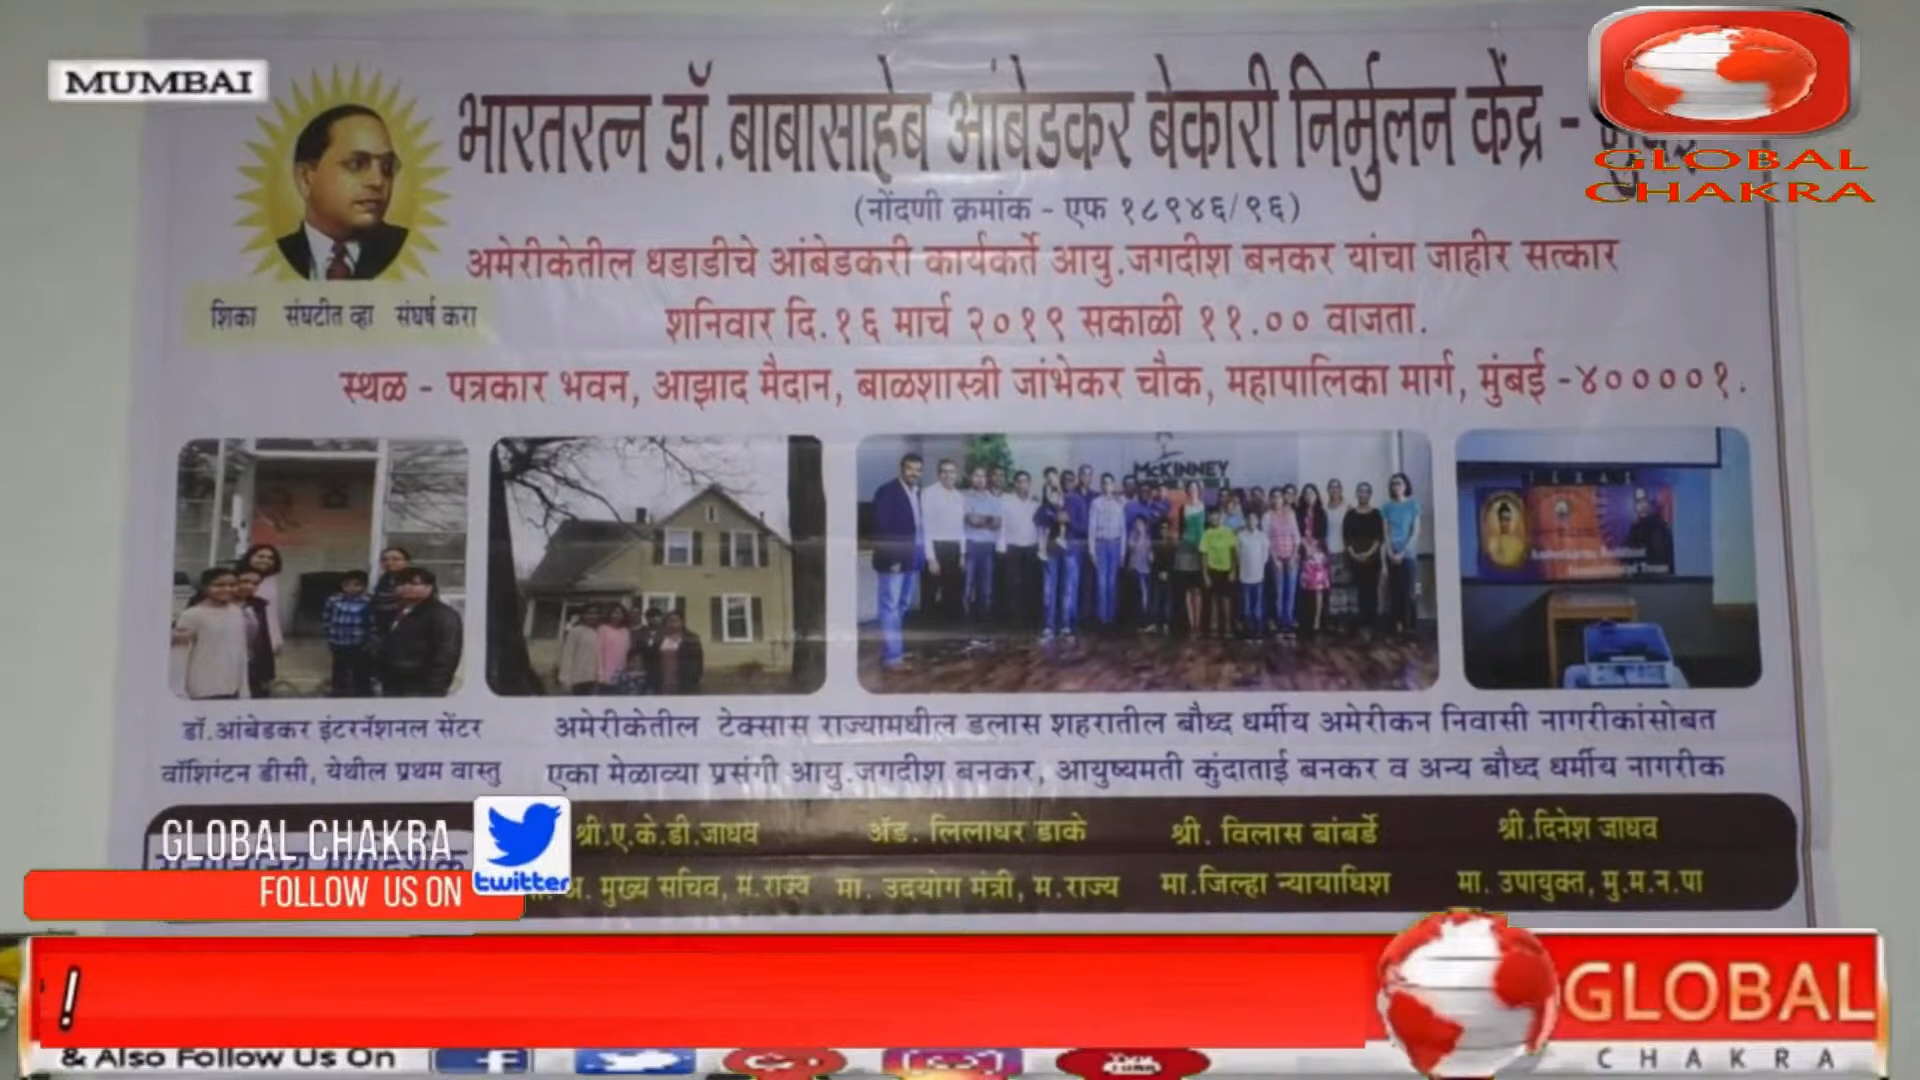 MUMBAI
भारतरत्न डॉ.बाबासाहेब आंबेडकर बेकारी निर्मुलन केंद्र -
(नोंदणी क्रमांक - एफ १८९४६/९६)
अमेरीकेतील धडाडीचे आंबेडकरी कार्यकर्ते आयु.जगदीश बनकर यांचा जाहीर सत्कार
शिका संघटीत व्हा संघर्ष करा
शनिवार दि.१६ मार्च २०१९ सकाळी ११.०० वाजता.
स्थळ - पत्रकार भवन, आझाद मैदान, बाळशास्त्री जांभेकर चौक, महापालिका मार्ग, मुंबई -४००००१.
GLOBAL
CHAKRA
McKINNEY
TEXAS
डॉ.आंबेडकर इंटरनॅशनल सेंटर
वॉशिंग्टन डीसी, येथील प्रथम वास्तु
अमेरीकेतील टेक्सास राज्यामधील डलास शहरातील बौध्द धर्मीय अमेरीकन निवासी नागरीकांसोबत
एका मेळाव्या प्रसंगी आयु.जगदीश बनकर, आयुष्यमती कुंदाताई बनकर व अन्य बौध्द धर्मीय नागरीक
श्री.ए.के.डी.जाधव अॅड. लिलाधर डाके श्री. विलास बांबर्डे श्री.दिनेश जाधव
अ. मुख्य सचिव, म.राज्य मा. उदयोग मंत्री, म.राज्य मा.जिल्हा न्यायाधिश मा. उपायुक्त, मु.म.न.पा
GLOBAL CHAKRA
FOLLOW US ON
twitter
!
GLOBAL
CHAKRA
& Also Follow Us On